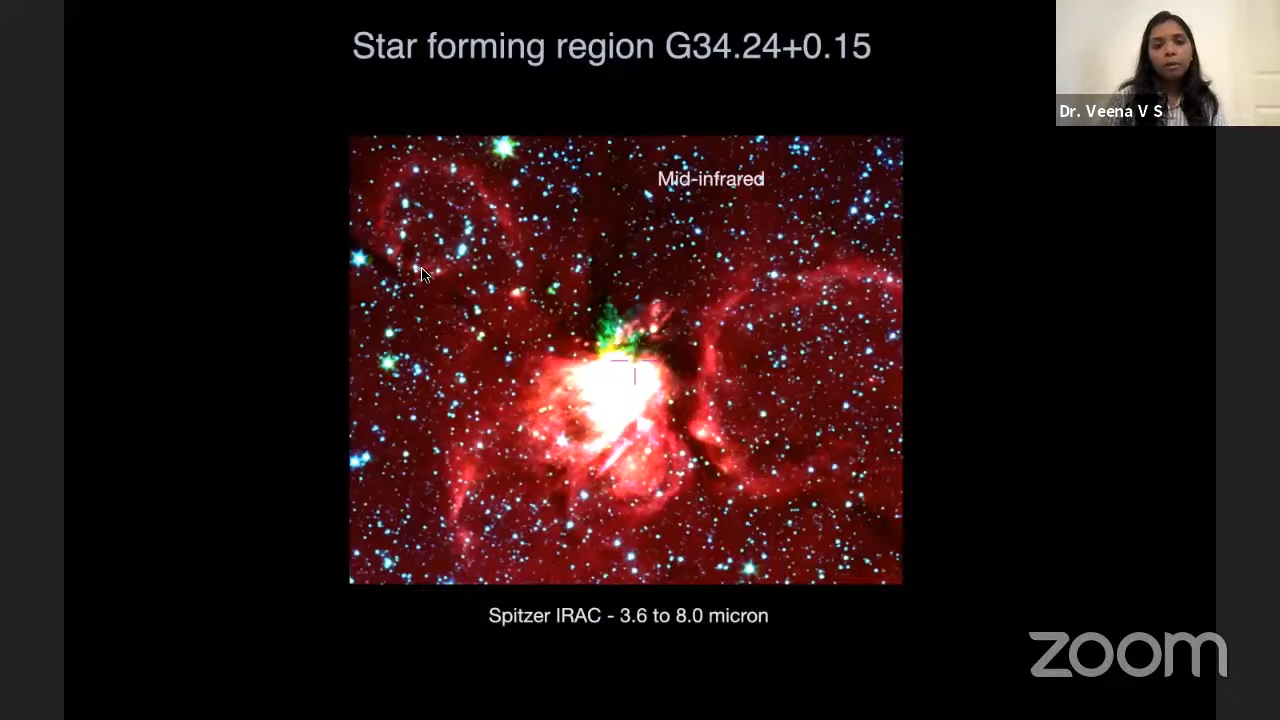 Star forming region G34.24+0.15
Dr. Veena V S
Mid-infrared
Spitzer IRAC - 3.6 to 8.0 micron
zoom